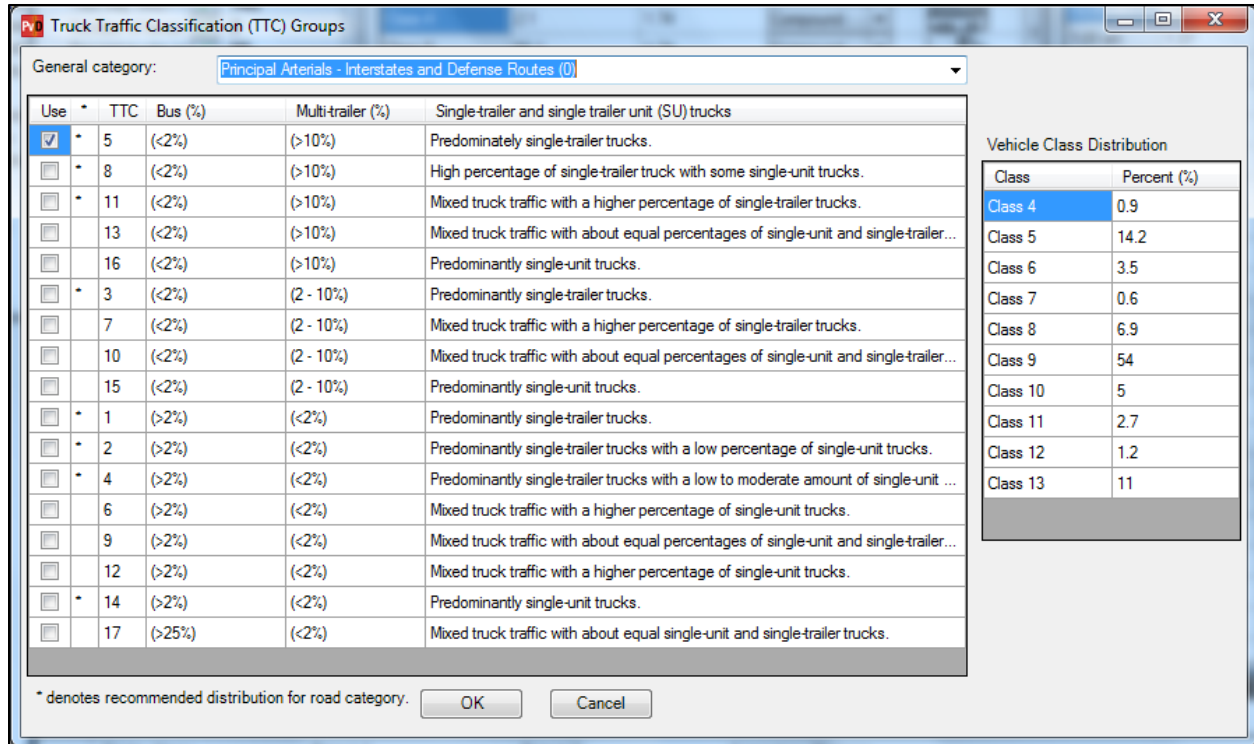 PvD Truck Traffic Classification (TTC) Groups
General category: Principal Arterials - Interstates and Defense Routes (0)
Use * TTC Bus (%) Multi-trailer (%) Single-trailer and single trailer unit (SU) trucks
* 5 (<2%) (>10%) Predominately single-trailer trucks.
* 8 (<2%) (>10%) High percentage of single-trailer truck with some single-unit trucks.
* 11 (<2%) (>10%) Mixed truck traffic with a higher percentage of single-trailer trucks.
13 (<2%) (>10%) Mixed truck traffic with about equal percentages of single-unit and single-trailer...
16 (<2%) (>10%) Predominantly single-unit trucks.
* 3 (<2%) (2 - 10%) Predominantly single-trailer trucks.
7 (<2%) (2 - 10%) Mixed truck traffic with a higher percentage of single-trailer trucks.
10 (<2%) (2 - 10%) Mixed truck traffic with about equal percentages of single-unit and single-trailer...
15 (<2%) (2 - 10%) Predominantly single-unit trucks.
* 1 (>2%) (<2%) Predominantly single-trailer trucks.
* 2 (>2%) (<2%) Predominantly single-trailer trucks with a low percentage of single-unit trucks.
* 4 (>2%) (<2%) Predominantly single-trailer trucks with a low to moderate amount of single-unit ...
6 (>2%) (<2%) Mixed truck traffic with a higher percentage of single-unit trucks.
9 (>2%) (<2%) Mixed truck traffic with about equal percentages of single-unit and single-trailer...
12 (>2%) (<2%) Mixed truck traffic with a higher percentage of single-unit trucks.
* 14 (>2%) (<2%) Predominantly single-unit trucks.
17 (>25%) (<2%) Mixed truck traffic with about equal single-unit and single-trailer trucks.
* denotes recommended distribution for road category.
OK
Cancel
Vehicle Class Distribution
Class Percent (%)
Class 4 0.9
Class 5 14.2
Class 6 3.5
Class 7 0.6
Class 8 6.9
Class 9 54
Class 10 5
Class 11 2.7
Class 12 1.2
Class 13 11